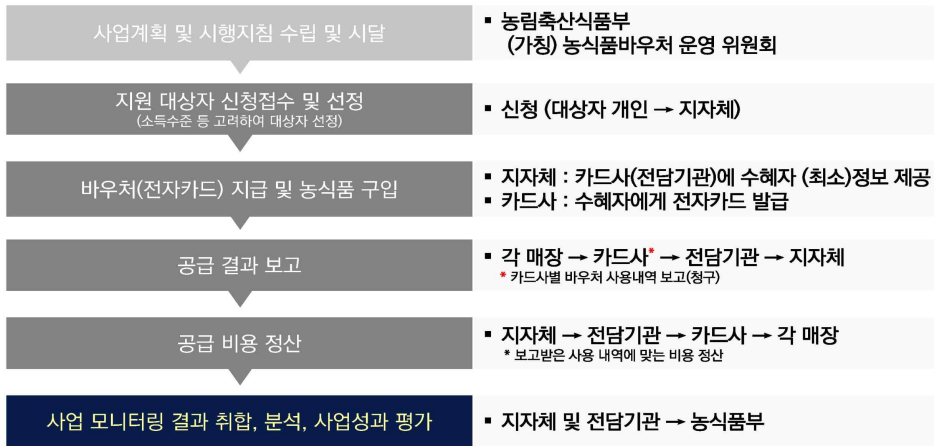 사업계획 및 시행지침 수립 및 시달
▪ 농림축산식품부
(가칭) 농식품바우처 운영 위원회
지원 대상자 신청접수 및 선정
(소득수준 등 고려하여 대상자 선정)
▪ 신청 (대상자 개인 → 지자체)
바우처(전자카드) 지급 및 농식품 구입
▪ 지자체 : 카드사(전담기관)에 수혜자 (최소)정보 제공
▪ 카드사 : 수혜자에게 전자카드 발급
공급 결과 보고
▪ 각 매장 → 카드사* → 전담기관 → 지자체
* 카드사별 바우처 사용내역 보고(청구)
공급 비용 정산
▪ 지자체 → 전담기관 → 카드사 → 각 매장
* 보고받은 사용 내역에 맞는 비용 정산
사업 모니터링 결과 취합, 분석, 사업성과 평가
▪ 지자체 및 전담기관 → 농식품부